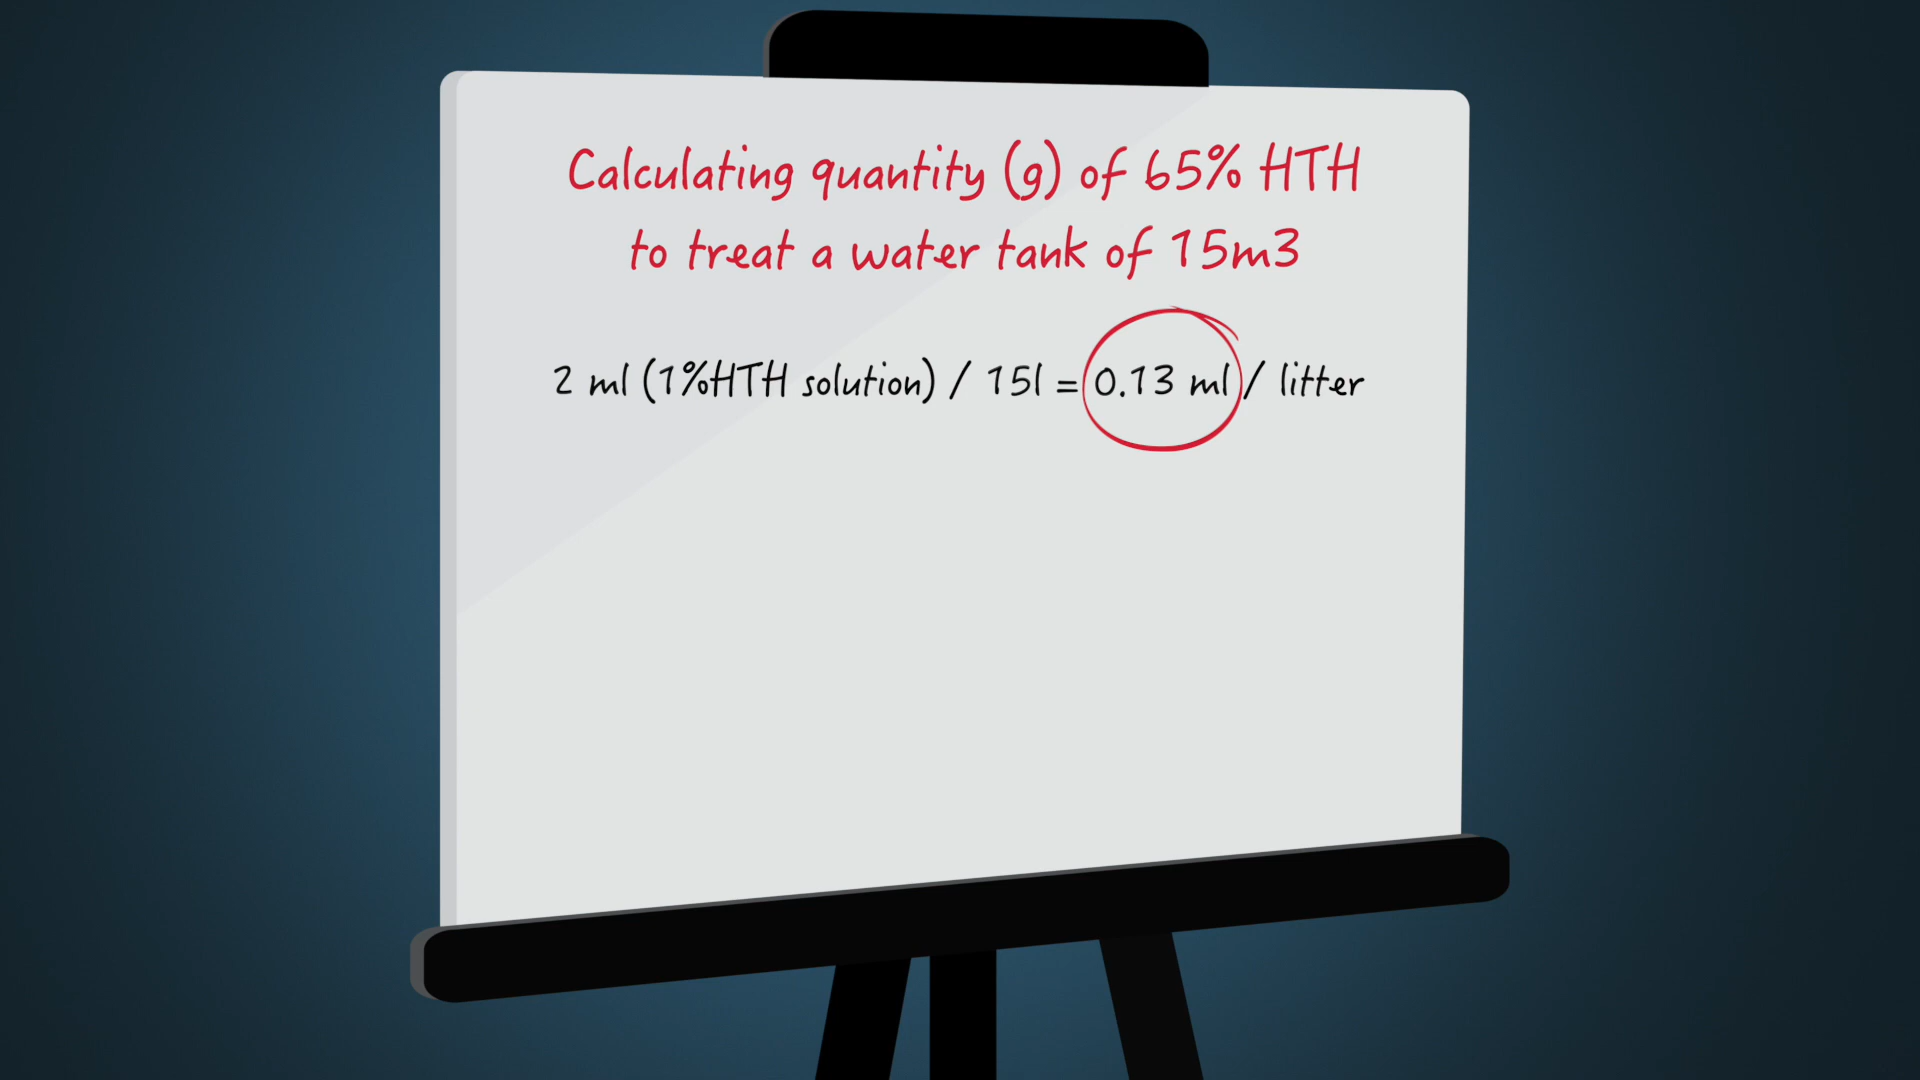 Calculating quantity (g) of 65% HTH
to treat a water tank of 15m3
2 ml (1%HTH solution) / 15l = 0.13 ml / litter